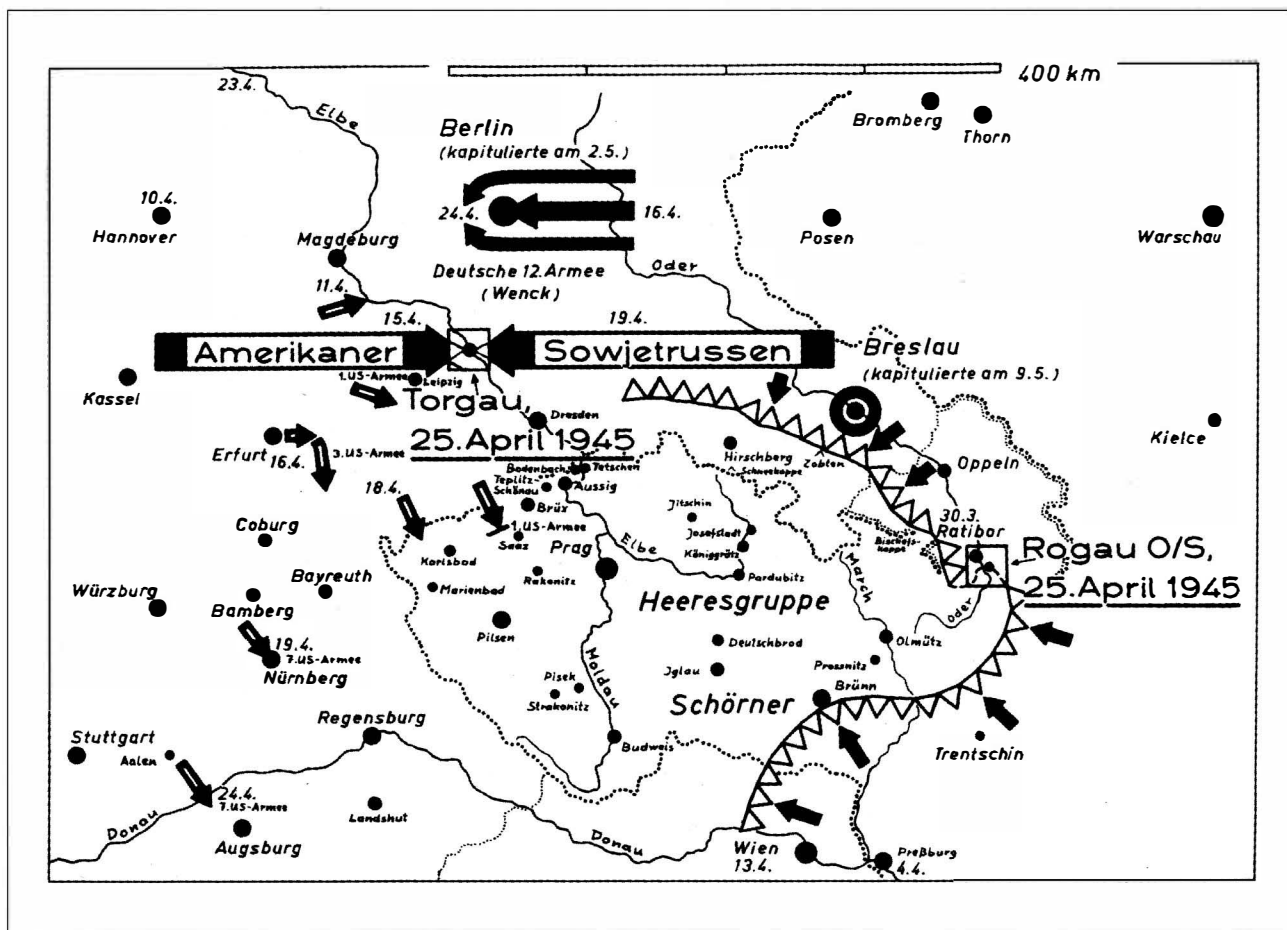 400 km
23.4.
Elbe
Berlin
(kapitulierte am 2.5.)
Bromberg
Thorn
10.4.
Hannover
24.4.
16.4.
Posen
Warschau
Magdeburg
Deutsche 12.Armee
(Wenck)
Oder
11.4.
15.4.
19.4.
Amerikaner
Sowjetrussen
Breslau
(kapitulierte am 9.5.)
Kassel
1.US-Armee
Leipzig
Torgau,
25.April 1945
Dresden
Kielce
Erfurt
16.4.
3.US-Armee
Hirschberg
Schneekoppe
Zobten
Oppeln
Bodenbach
Tetschen
Teplitz-
Schönau
Aussig
18.4.
Brüx
Jitschin
30.3.
Ratibor
Coburg
1.US-Armee
Saaz
Josefstadt
Bischofs-
koppe
Prag
Elbe
Königgrätz
Karlsbad
Rakonitz
Pardubitz
March
Rogau O/S,
25.April 1945
Würzburg
Bamberg
Bayreuth
Marienbad
Heeresgruppe
Oder
Pilsen
Deutschbrod
Olmütz
19.4.
7.US-Armee
Nürnberg
Moldau
Iglau
Prossnitz
Pisek
Strakonitz
Schörner
Brünn
Regensburg
Stuttgart
Aalen
Budweis
Trentschin
24.4.
7.US-Armee
Landshut
Donau
Augsburg
Donau
Wien
13.4.
Preßburg
4.4.